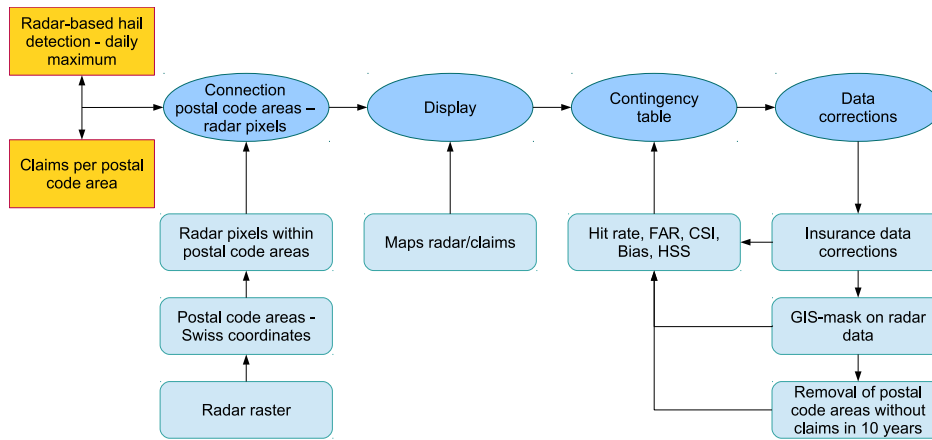 Radar-based hail
detection - daily
maximum
Claims per postal
code area
Connection
postal code areas –
radar pixels
Display
Contingency
table
Data
corrections
Radar pixels within
postal code areas
Maps radar/claims
Hit rate, FAR, CSI,
Bias, HSS
Insurance data
corrections
Postal code areas -
Swiss coordinates
GIS-mask on radar
data
Radar raster
Removal of postal
code areas without
claims in 10 years